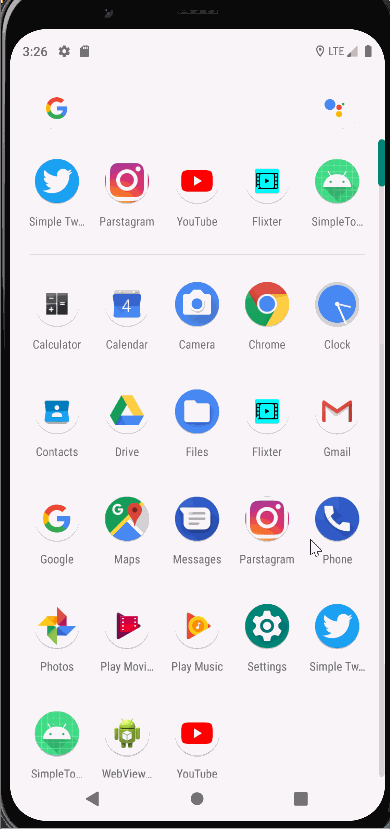 3:26 LTE
Simple Tw... Parstagram YouTube Flixter SimpleTo...
Calculator Calendar Camera Chrome Clock
4
Contacts Drive Files Flixter Gmail
Google Maps Messages Parstagram Phone
Photos Play Movi... Play Music Settings Simple Tw...
SimpleTo... WebView... YouTube